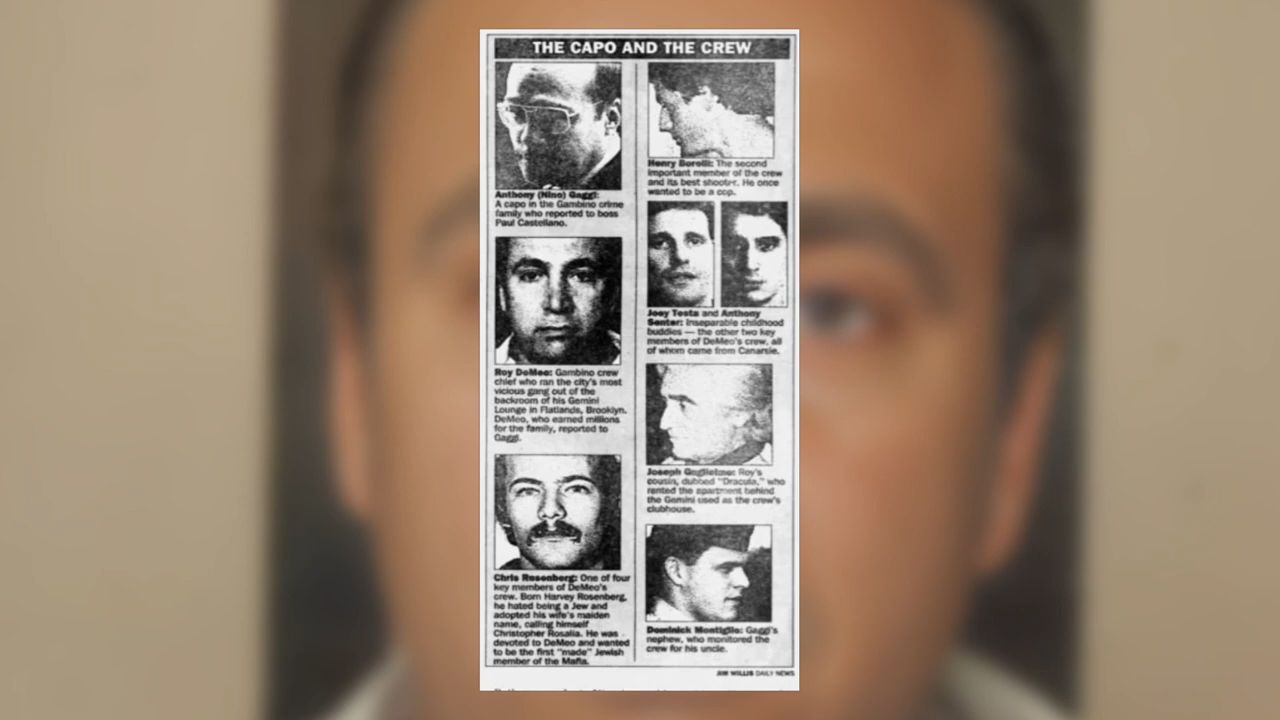 THE CAPO AND THE CREW
Anthony (Nino) Gaggi:
A capo in the Gambino crime
family who reported to boss
Paul Castellano.
Roy DeMeo: Gambino crew
chief who ran the city's most
vicious gang out of the
backroom of his Gemini
Lounge in Flatlands, Brooklyn.
DeMeo, who earned millions
for the family, reported to
Gaggi.
Chris Rosenberg: One of four
key members of DeMeo's
crew. Born Harvey Rosenberg,
he hated being a Jew and
adopted his wife's maiden
name, calling himself
Christopher Rosalia. He was
devoted to DeMeo and wanted
to be the first "made" Jewish
member of the Mafia.
Henry Borelli: The second
important member of the crew
and its best shooter. He once
wanted to be a cop.
Joey Testa and Anthony
Senter: Inseparable childhood
buddies — the other two key
members of DeMeo's crew, all
of whom came from Canarsie.
Joseph Guglielmo: Roy's
cousin, dubbed "Dracula," who
rented the apartment behind
the Gemini used as the crew's
clubhouse.
Dominick Montiglio: Gaggi's
nephew, who monitored the
crew for his uncle.
JIM WILLIS DAILY NEWS